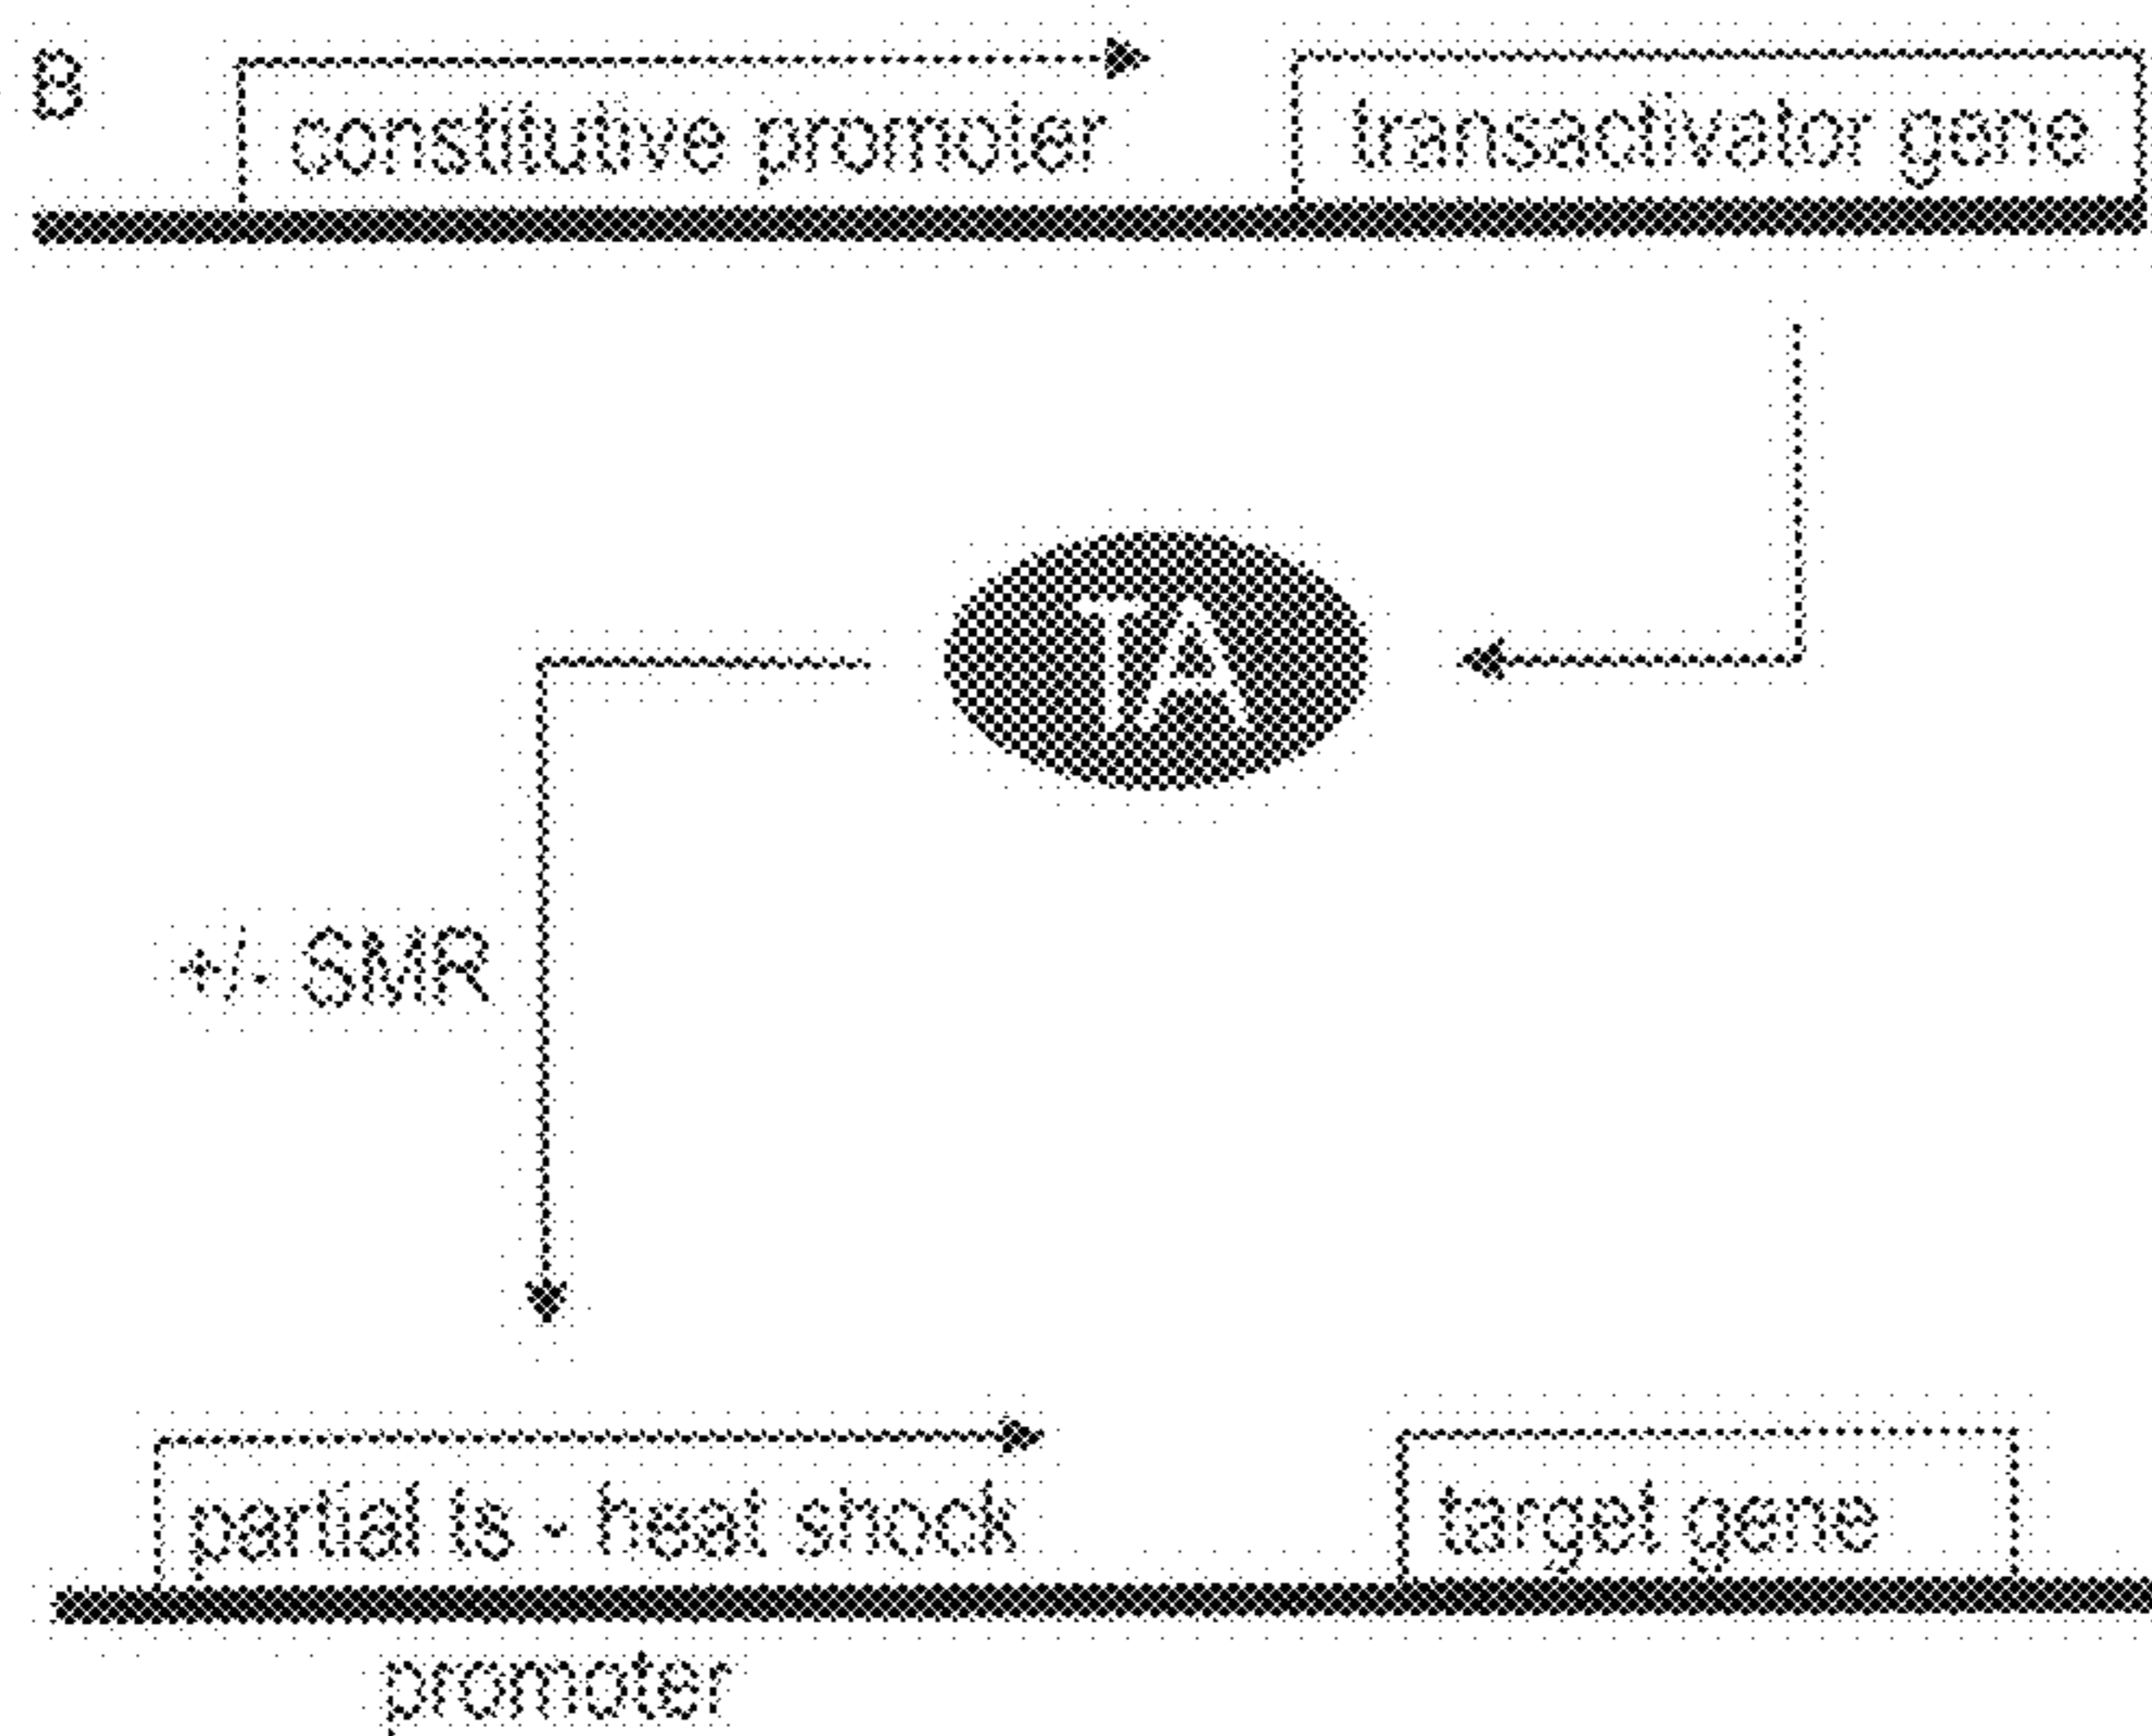 B
constitutive promoter
transactivator gene
TA
+/- SMR
partial ts - heat shock
target gene
promoter